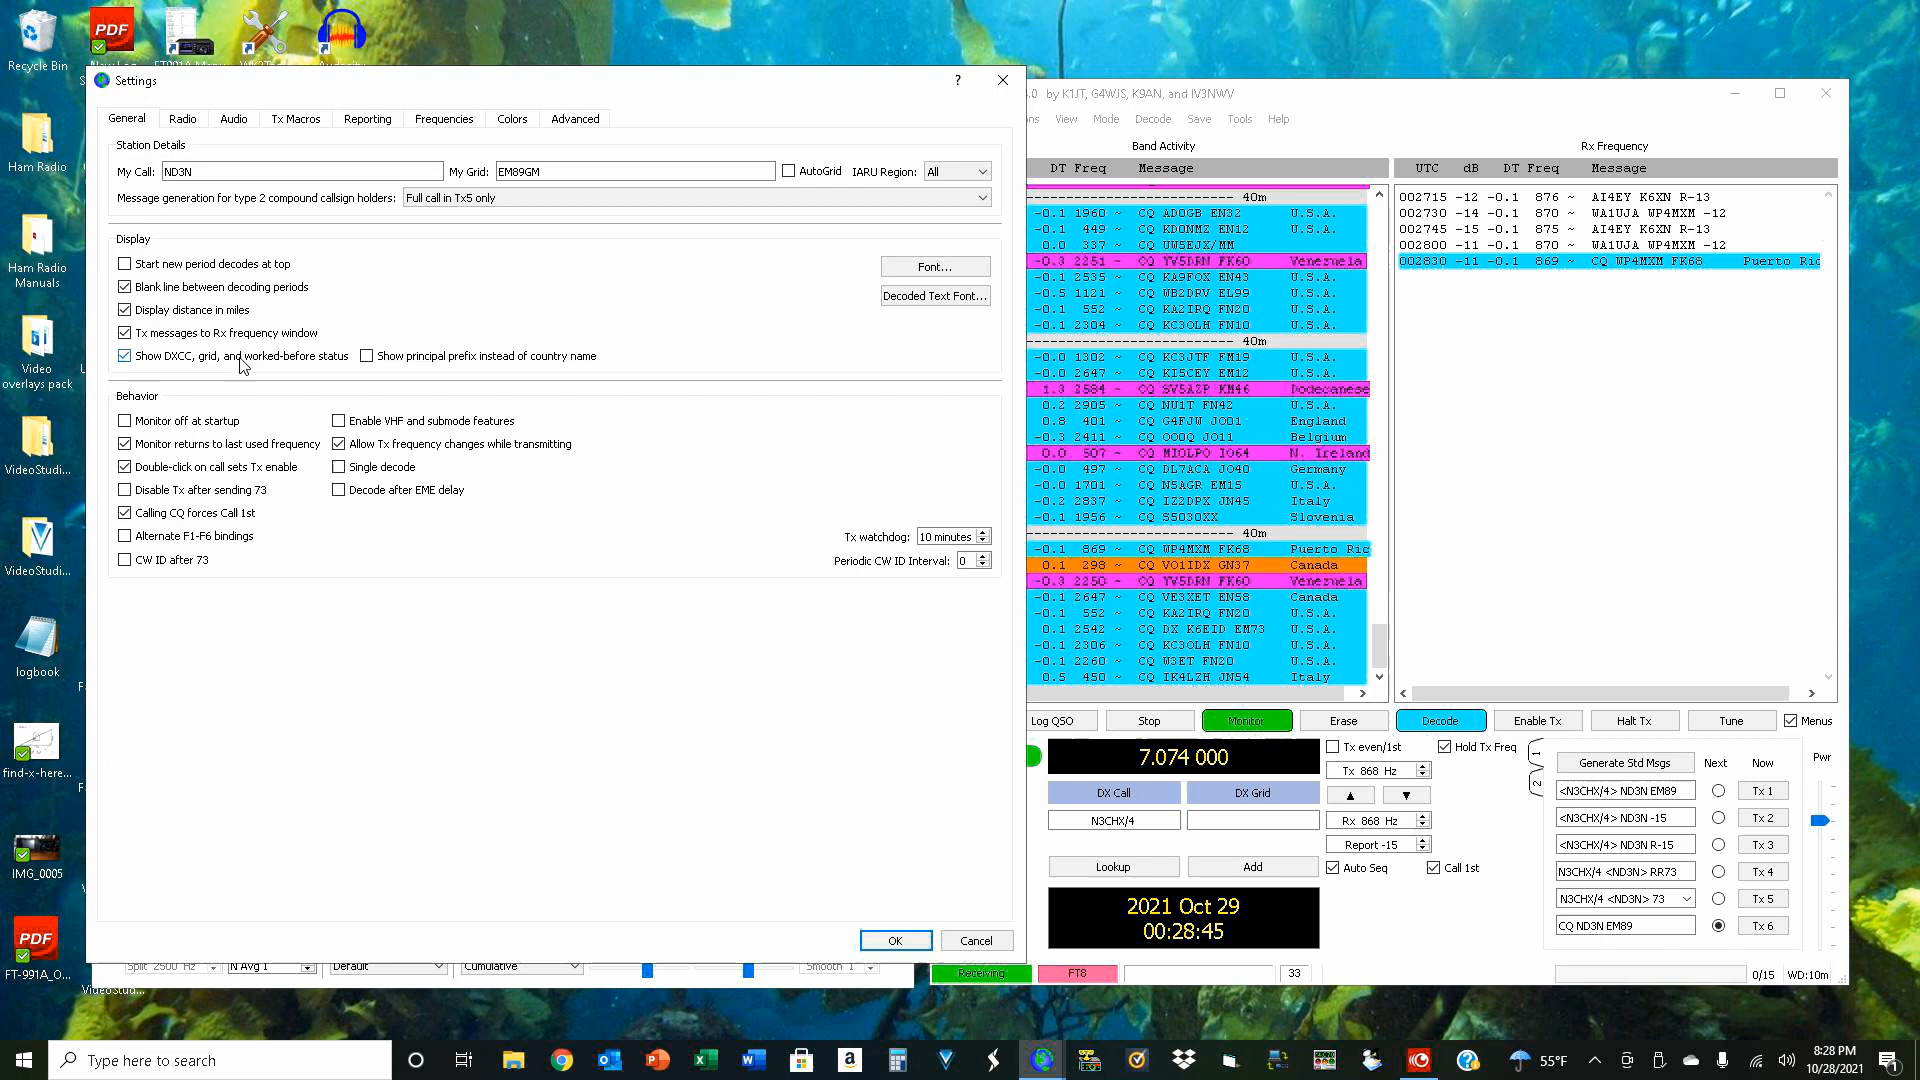 Recycle Bin
Ham Radio
Ham Radio
Manuals
Video
overlays pack
VideoStudi...
VideoStudi...
logbook
find-x-here...
IMG_0005
FT-991A_O...
VideoStud...
Settings
? ×
General Radio Audio Tx Macros Reporting Frequencies Colors Advanced
Station Details
My Call: ND3N My Grid: EM89GM AutoGrid IARU Region: All
Message generation for type 2 compound callsign holders: Full call in Tx5 only
Display
Start new period decodes at top
Font...
Blank line between decoding periods
Decoded Text Font...
Display distance in miles
Tx messages to Rx frequency window
Show DXCC, grid, and worked-before status Show principal prefix instead of country name
Behavior
Monitor off at startup Enable VHF and submode features
Monitor returns to last used frequency Allow Tx frequency changes while transmitting
Double-click on call sets Tx enable Single decode
Disable Tx after sending 73 Decode after EME delay
Calling CQ forces Call 1st
Alternate F1-F6 bindings
Tx watchdog: 10 minutes
CW ID after 73
Periodic CW ID Interval: 0
OK Cancel
Split 2500 Hz N Avg 1 Default Cumulative Smooth 1
.0 by K1JT, G4WJS, K9AN, and IV3NWV
ns View Mode Decode Save Tools Help
Band Activity
DT Freq Message
------------------------- 40m
-0.1 1960 ~ CQ AD0GB EN32 U.S.A.
-0.1 449 ~ CQ KD0NMZ EN12 U.S.A.
0.0 337 ~ CQ UW5EJX/MM
-0.3 2251 ~ CQ YV5DRN FK60 Venezuela
-0.1 2535 ~ CQ KA9FOX EN43 U.S.A.
-0.5 1121 ~ CQ WB2DRV EL99 U.S.A.
-0.1 552 ~ CQ KA2IRQ FN20 U.S.A.
-0.1 2304 ~ CQ KC3OLH FN10 U.S.A.
------------------------- 40m
-0.0 1302 ~ CQ KC3JTF FM19 U.S.A.
-0.0 2647 ~ CQ KI5CEY EM12 U.S.A.
1.3 2584 ~ CQ SV5AZP KM46 Dodecanese
0.2 2905 ~ CQ NU1T FN42 U.S.A.
0.8 401 ~ CQ G4FJW JO01 England
-0.3 2411 ~ CQ OO0Q JO11 Belgium
0.0 507 ~ CQ MI0LPO IO64 N. Ireland
-0.0 497 ~ CQ DL7ACA JO40 Germany
-0.0 1701 ~ CQ N5AGR EM15 U.S.A.
-0.2 2837 ~ CQ IZ2DPX JN45 Italy
-0.1 1956 ~ CQ S5030XX Slovenia
------------------------- 40m
-0.1 869 ~ CQ WP4MXM FK68 Puerto Ric
0.1 298 ~ CQ VO1IDX GN37 Canada
-0.3 2250 ~ CQ YV5DRN FK60 Venezuela
-0.1 2647 ~ CQ VE3XET EN58 Canada
-0.1 552 ~ CQ KA2IRQ FN20 U.S.A.
0.1 2542 ~ CQ DX K6EID EM73 U.S.A.
-0.1 2306 ~ CQ KC3OLH FN10 U.S.A.
-0.1 2260 ~ CQ W3ET FN20 U.S.A.
0.5 450 ~ CQ IK4LZH JN54 Italy
Rx Frequency
UTC dB DT Freq Message
002715 -12 -0.1 876 ~ AI4EY K6XN R-13
002730 -14 -0.1 870 ~ WA1UJA WP4MXM -12
002745 -15 -0.1 875 ~ AI4EY K6XN R-13
002800 -11 -0.1 870 ~ WA1UJA WP4MXM -12
002830 -11 -0.1 869 ~ CQ WP4MXM FK68 Puerto Ric
Log QSO Stop Monitor Erase Decode Enable Tx Halt Tx Tune Menus
7.074 000
Tx even/1st Hold Tx Freq
Tx 868 Hz
DX Call DX Grid
N3CHX/4
Rx 868 Hz
Report -15
Lookup Add
Auto Seq Call 1st
2021 Oct 29
00:28:45
1
2
Generate Std Msgs Next Now Pwr
<N3CHX/4> ND3N EM89 Tx 1
<N3CHX/4> ND3N -15 Tx 2
<N3CHX/4> ND3N R-15 Tx 3
N3CHX/4 <ND3N> RR73 Tx 4
N3CHX/4 <ND3N> 73 Tx 5
CQ ND3N EM89 Tx 6
Receiving FT8 33 0/15 WD:10m
Type here to search
55°F
8:28 PM
10/28/2021
1